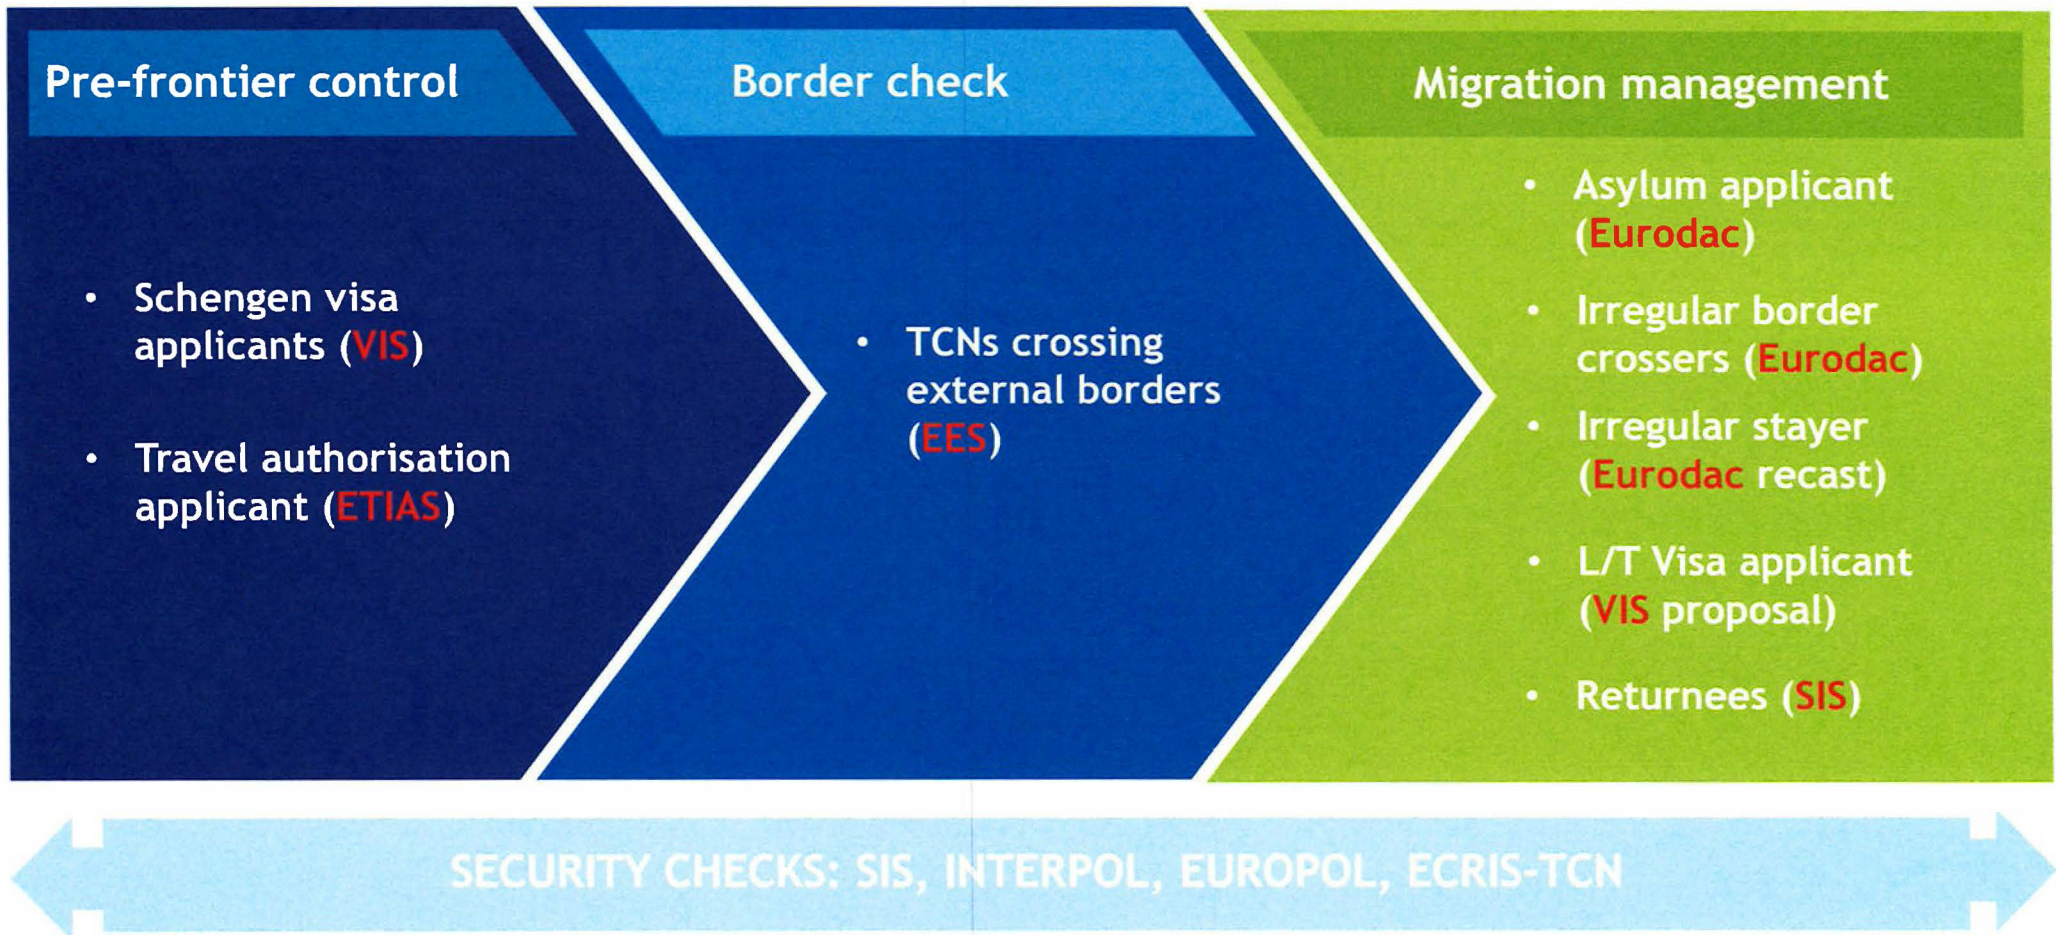 Pre-frontier control
• Schengen visa
applicants (VIS)
• Travel authorisation
applicant (ETIAS)
Border check
• TCNs crossing
external borders
(EES)
Migration management
• Asylum applicant
(Eurodac)
• Irregular border
crossers (Eurodac)
• Irregular stayer
(Eurodac recast)
• L/T Visa applicant
(VIS proposal)
• Returnees (SIS)
SECURITY CHECKS: SIS, INTERPOL, EUROPOL, ECRIS-TCN